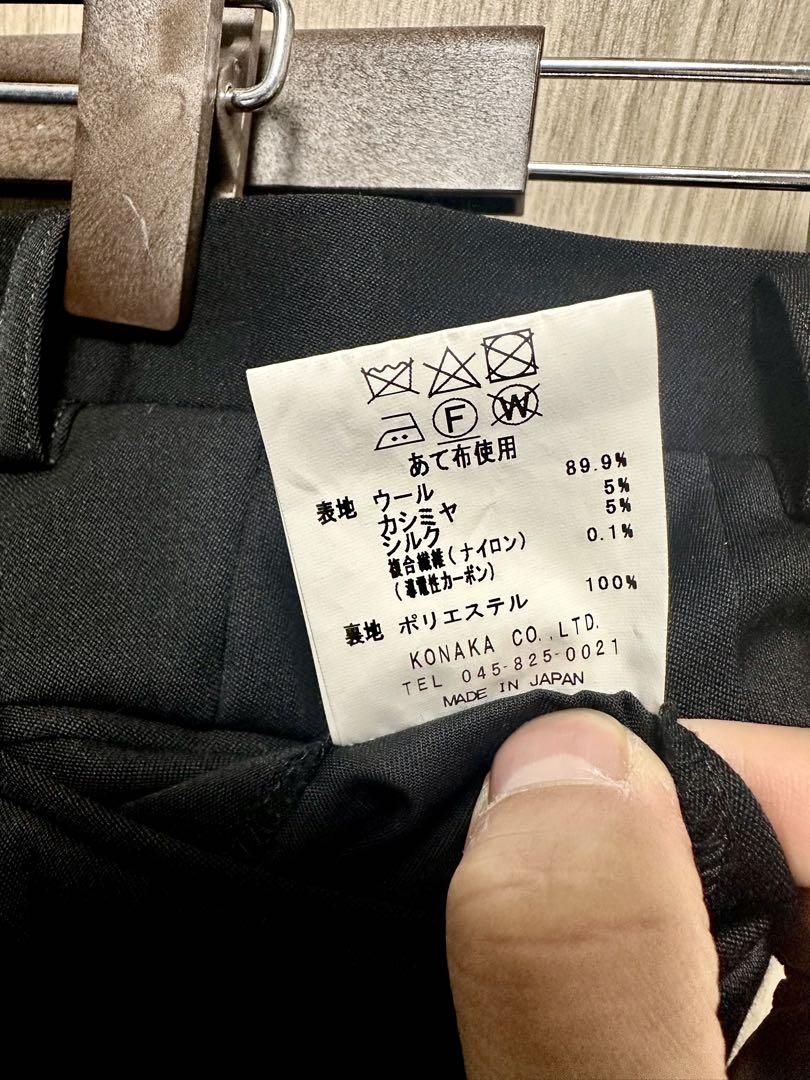 F W
あて布使用
表地 ウール 89.9%
カシミヤ 5%
シルク 5%
複合繊維(ナイロン) 0.1%
(導電性カーボン)
裏地 ポリエステル 100%
KONAKA CO.,LTD.
TEL 045-825-0021
MADE IN JAPAN